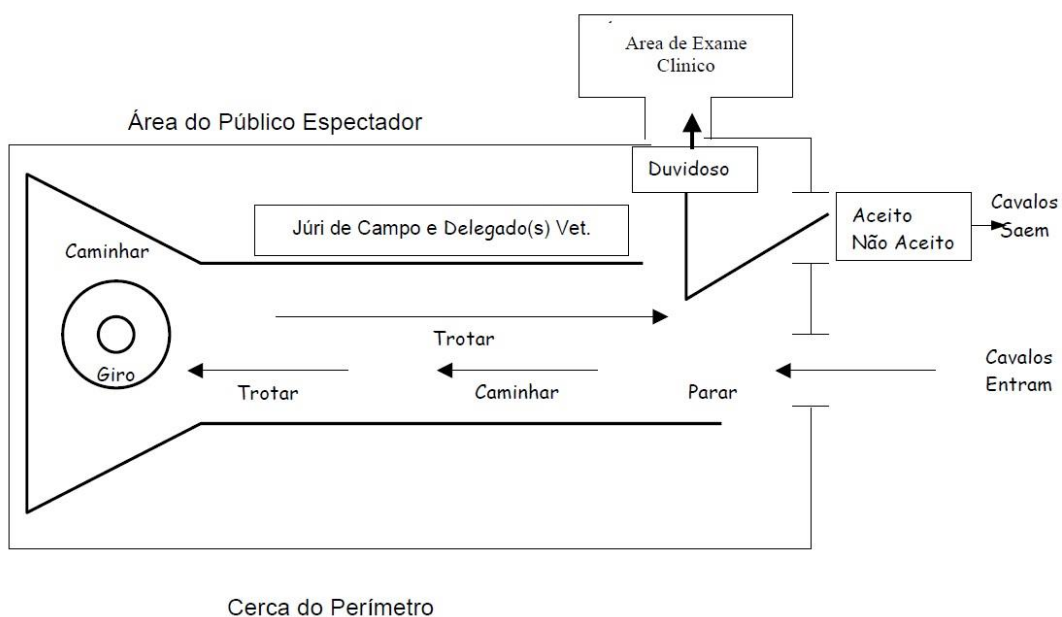 Area de Exame
Clinico
Área do Público Espectador
Duvidoso
Júri de Campo e Delegado(s) Vet.
Aceito
Não Aceito
Cavalos
Saem
Caminhar
Giro
Trotar
Trotar
Caminhar
Parar
Cavalos
Entram
Cerca do Perímetro